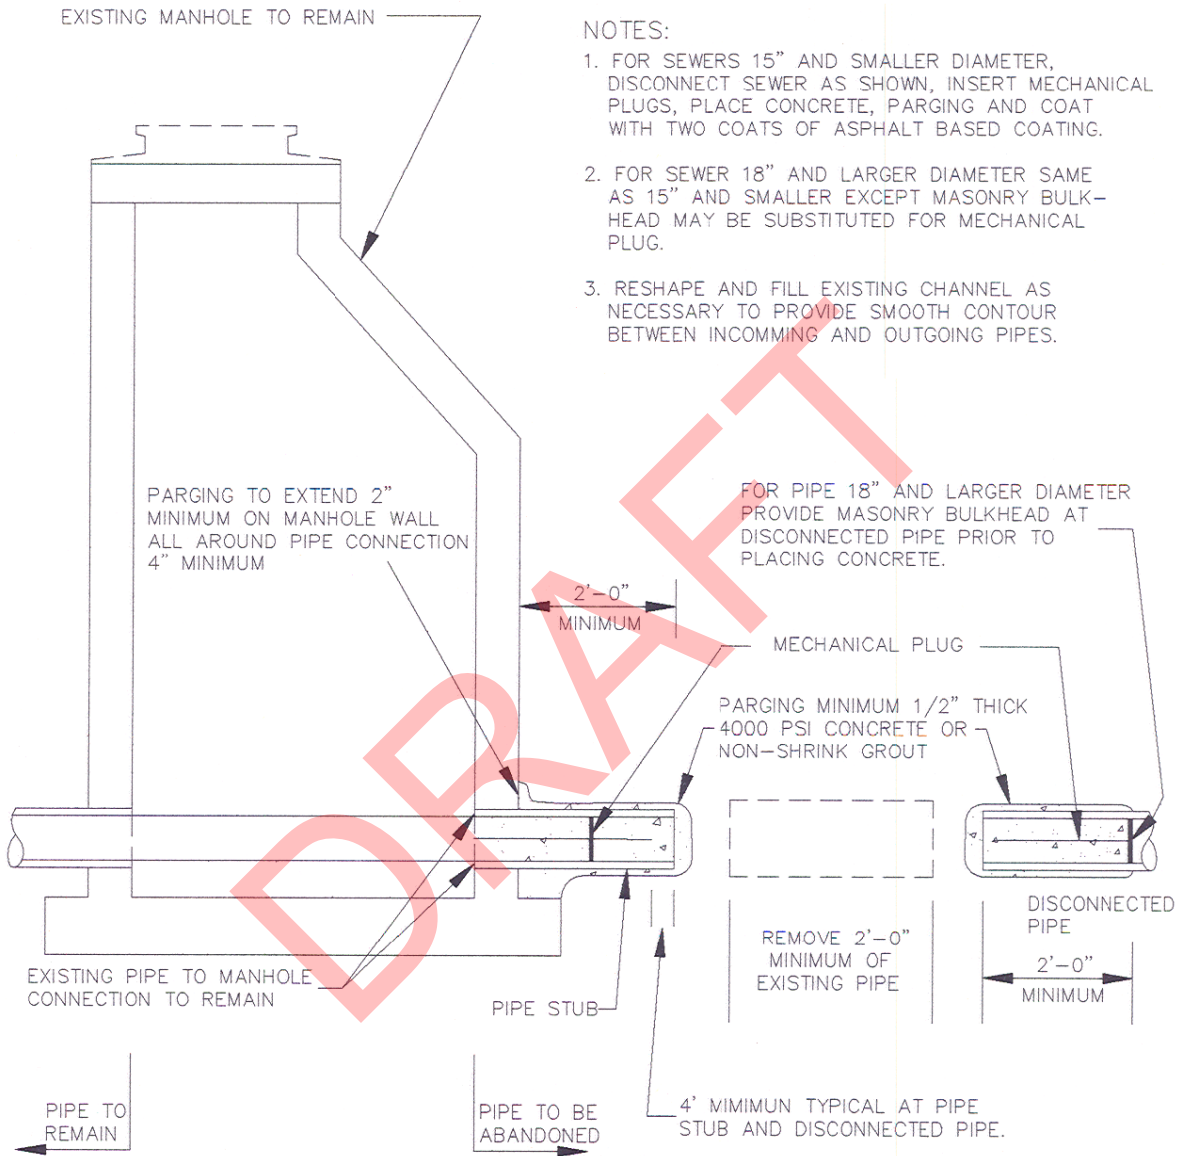 EXISTING MANHOLE TO REMAIN
NOTES:
1. FOR SEWERS 15" AND SMALLER DIAMETER,
DISCONNECT SEWER AS SHOWN, INSERT MECHANICAL
PLUGS, PLACE CONCRETE, PARGING AND COAT
WITH TWO COATS OF ASPHALT BASED COATING.
2. FOR SEWER 18" AND LARGER DIAMETER SAME
AS 15" AND SMALLER EXCEPT MASONRY BULK-
HEAD MAY BE SUBSTITUTED FOR MECHANICAL
PLUG.
3. RESHAPE AND FILL EXISTING CHANNEL AS
NECESSARY TO PROVIDE SMOOTH CONTOUR
BETWEEN INCOMMING AND OUTGOING PIPES.
PARGING TO EXTEND 2"
MINIMUM ON MANHOLE WALL
ALL AROUND PIPE CONNECTION
4" MINIMUM
FOR PIPE 18" AND LARGER DIAMETER
PROVIDE MASONRY BULKHEAD AT
DISCONNECTED PIPE PRIOR TO
PLACING CONCRETE.
2'-0"
MINIMUM
MECHANICAL PLUG
PARGING MINIMUM 1/2" THICK
4000 PSI CONCRETE OR
NON-SHRINK GROUT
DRAFT
DISCONNECTED
PIPE
REMOVE 2'-0"
MINIMUM OF
EXISTING PIPE
2'-0"
MINIMUM
EXISTING PIPE TO MANHOLE
CONNECTION TO REMAIN
PIPE STUB
PIPE TO
REMAIN
PIPE TO BE
ABANDONED
4' MIMIMUN TYPICAL AT PIPE
STUB AND DISCONNECTED PIPE.